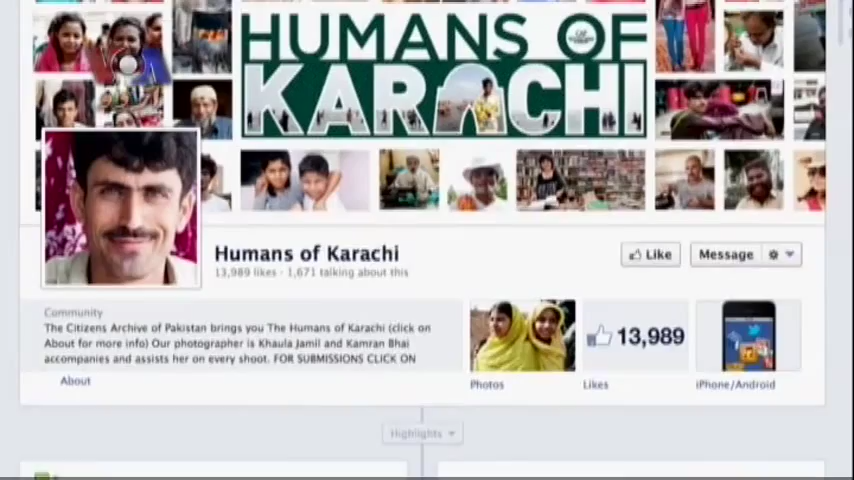 HUMANS OF
KARACHI
VOA
اردو
Humans of Karachi
13,989 likes · 1,671 talking about this
Like
Message
Community
The Citizens Archive of Pakistan brings you The Humans of Karachi (click on
About for more info) Our photographer is Khaula Jamil and Kamran Bhai
accompanies and assists her on every shoot. FOR SUBMISSIONS CLICK ON
About
Photos
13,989
Likes
iPhone/Android
Highlights